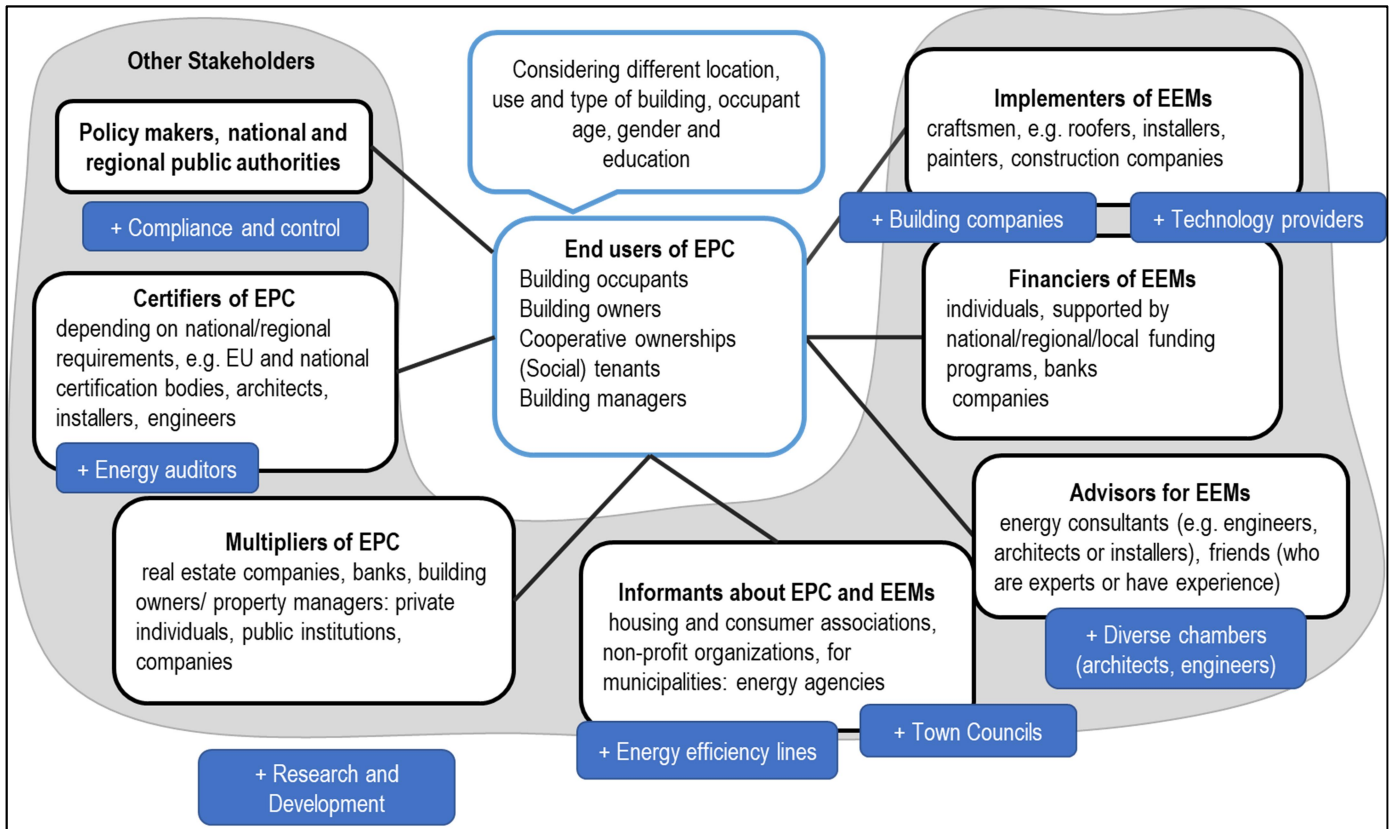 Other Stakeholders
Policy makers, national and
regional public authorities
+ Compliance and control
Certifiers of EPC
depending on national/regional
requirements, e.g. EU and national
certification bodies, architects,
installers, engineers
+ Energy auditors
Multipliers of EPC
real estate companies, banks, building
owners/ property managers: private
individuals, public institutions,
companies
+ Research and
Development
Considering different location,
use and type of building, occupant
age, gender and
education
End users of EPC
Building occupants
Building owners
Cooperative ownerships
(Social) tenants
Building managers
Informants about EPC and EEMs
housing and consumer associations,
non-profit organizations, for
municipalities: energy agencies
+ Energy efficiency lines
+ Town Councils
Implementers of EEMs
craftsmen, e.g. roofers, installers,
painters, construction companies
+ Building companies
+ Technology providers
Financiers of EEMs
individuals, supported by
national/regional/local funding
programs, banks
companies
Advisors for EEMs
energy consultants (e.g. engineers,
architects or installers), friends (who
are experts or have experience)
+ Diverse chambers
(architects, engineers)